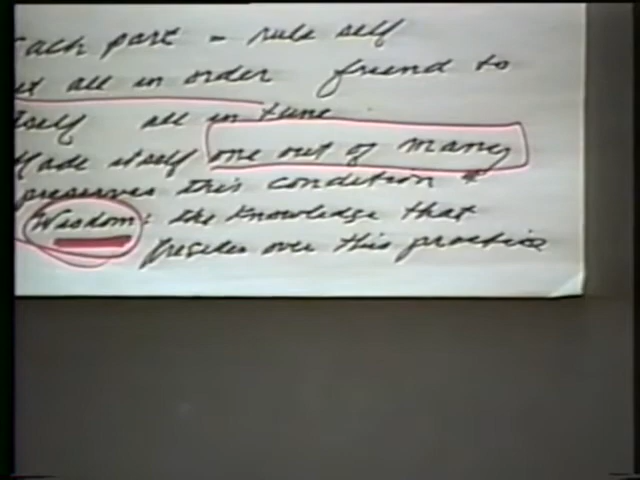 Each part - rule self
all in order friend to
self all in tune
Made itself one out of many
preserves this condition
Wisdom: the knowledge that
presides over this practice